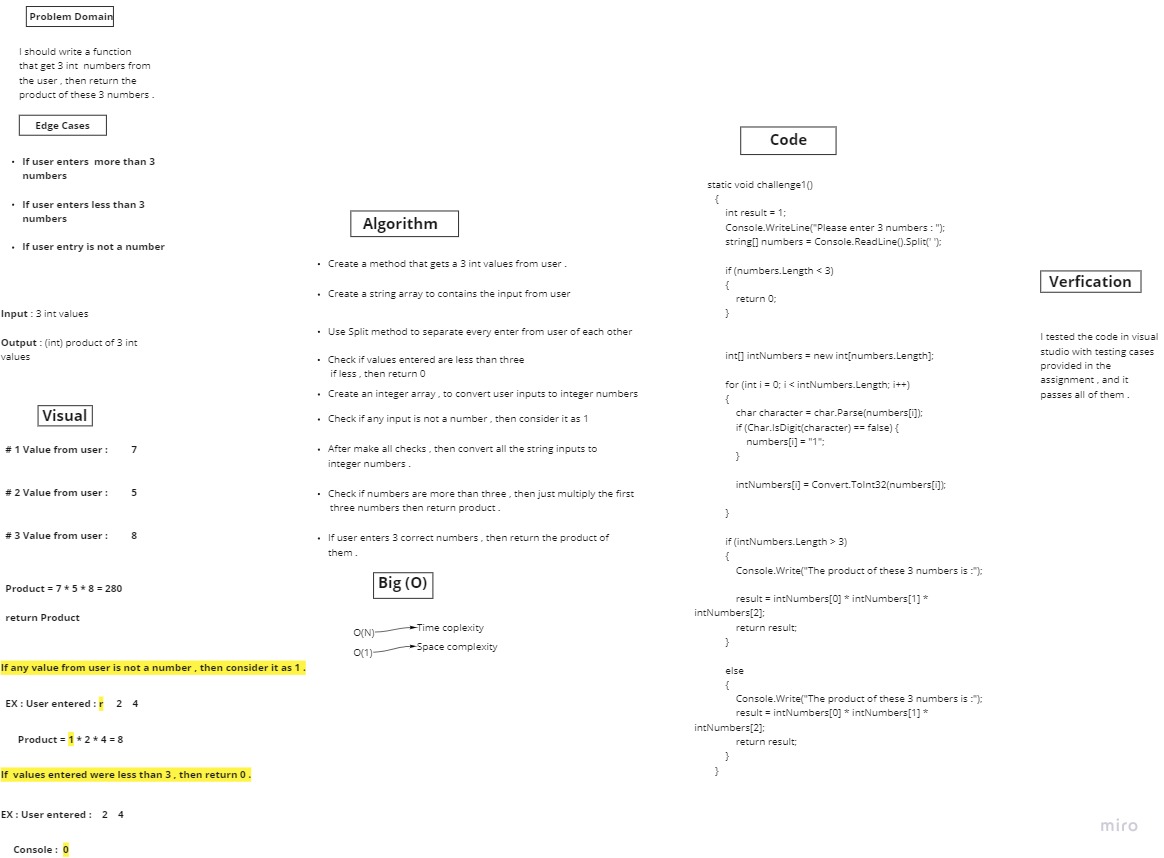 Problem Domain
I should write a function
that get 3 int numbers from
the user , then return the
product of these 3 numbers .
Edge Cases
• If user enters more than 3
numbers
• If user enters less than 3
numbers
• If user entry is not a number
Input : 3 int values
Output : (int) product of 3 int
values
Visual
# 1 Value from user : 7
# 2 Value from user : 5
# 3 Value from user : 8
Product = 7 * 5 * 8 = 280
return Product
If any value from user is not a number , then consider it as 1 .
EX : User entered : r 2 4
Product = 1 * 2 * 4 = 8
If values entered were less than 3 , then return 0 .
EX : User entered : 2 4
Console : 0
Algorithm
• Create a method that gets a 3 int values from user .
• Create a string array to contains the input from user
• Use Split method to separate every enter from user of each other
• Check if values entered are less than three
if less , then return 0
• Create an integer array , to convert user inputs to integer numbers
• Check if any input is not a number , then consider it as 1
• After make all checks , then convert all the string inputs to
integer numbers .
• Check if numbers are more than three , then just multiply the first
three numbers then return product .
• If user enters 3 correct numbers , then return the product of
them .
Big (O)
O(N) Time coplexity
O(1) Space complexity
Code
static void challenge1()
{
int result = 1;
Console.WriteLine("Please enter 3 numbers : ");
string[] numbers = Console.ReadLine().Split(' ');
if (numbers.Length < 3)
{
return 0;
}
int[] intNumbers = new int[numbers.Length];
for (int i = 0; i < intNumbers.Length; i++)
{
char character = char.Parse(numbers[i]);
if (Char.IsDigit(character) == false) {
numbers[i] = "1";
}
intNumbers[i] = Convert.ToInt32(numbers[i]);
}
if (intNumbers.Length > 3)
{
Console.Write("The product of these 3 numbers is :");
result = intNumbers[0] * intNumbers[1] *
intNumbers[2];
return result;
}
else
{
Console.Write("The product of these 3 numbers is :");
result = intNumbers[0] * intNumbers[1] *
intNumbers[2];
return result;
}
}
Verfication
I tested the code in visual
studio with testing cases
provided in the
assignment , and it
passes all of them .
miro